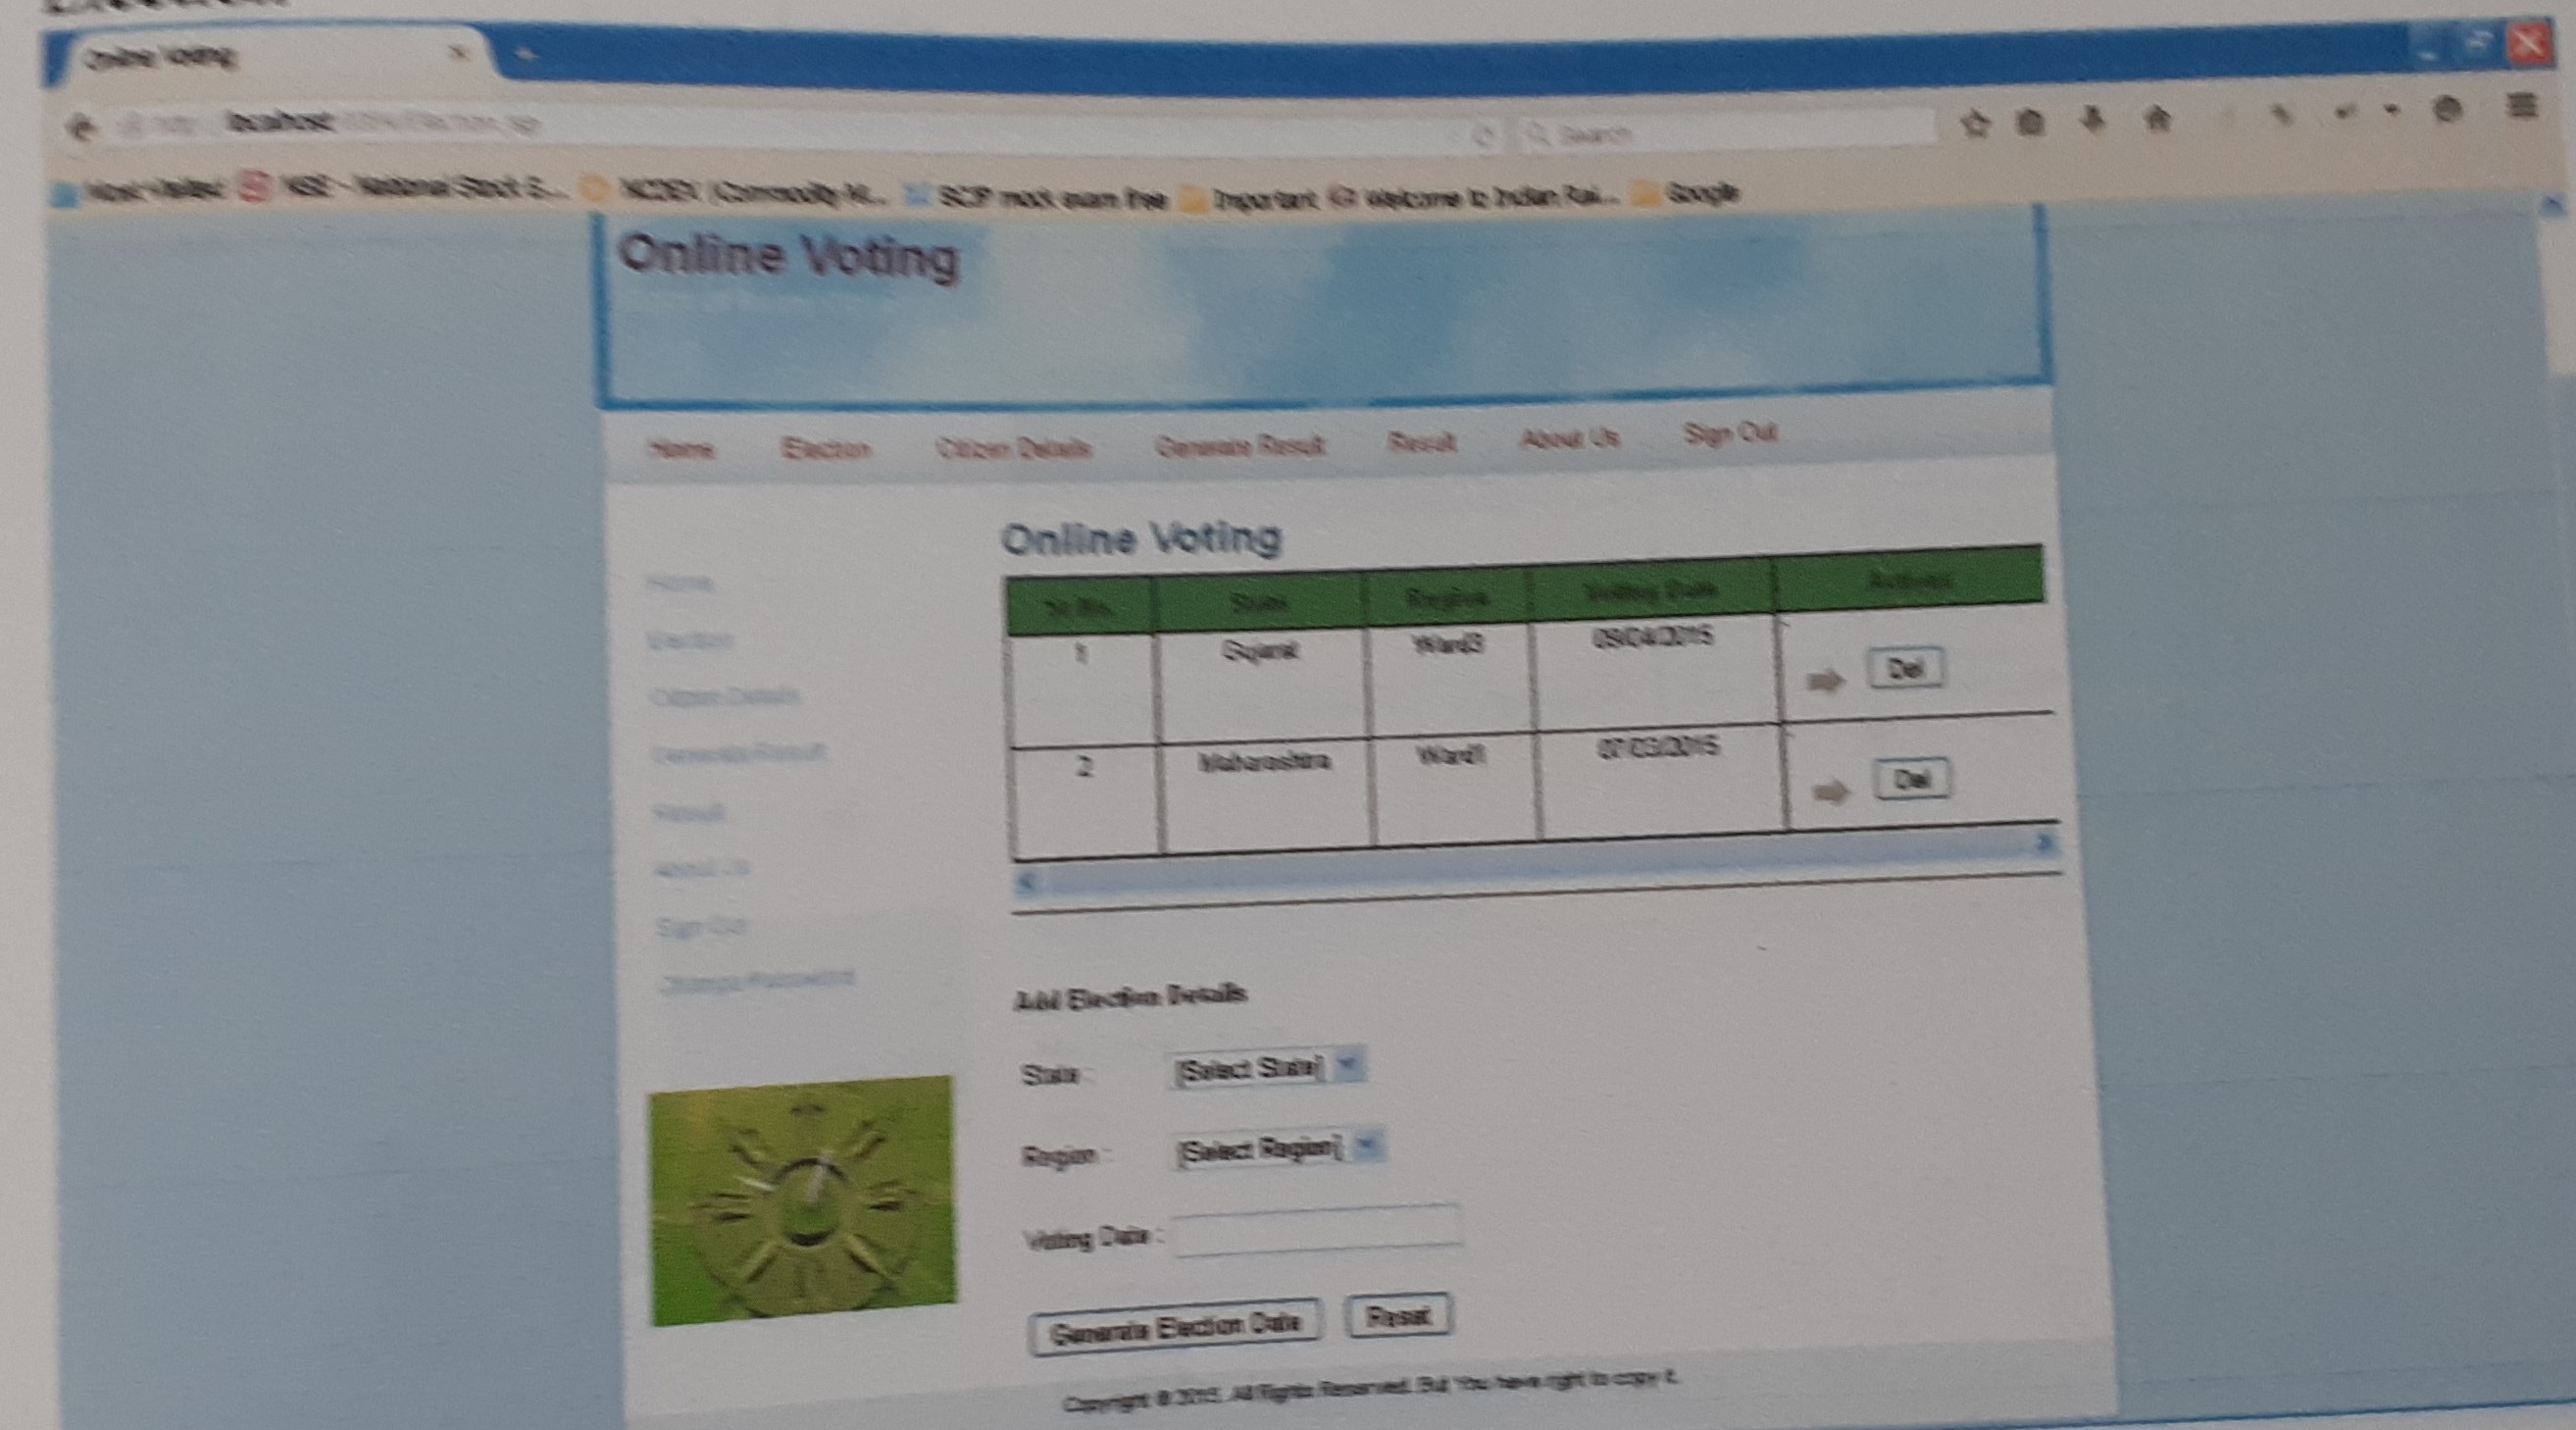 Online Voting
localhost
Search
Most Visited NSE - National Stock E... NCDEX (Commodity M... SCJP mock exam free Important Welcome to Indian Rai... Google
Online Voting
Home Election Citizen Details Generate Result Result About Us Sign Out
Home
Election
Citizen Details
Generate Result
Result
About Us
Sign Out
Change Password
Online Voting
Sr.No. State Region Voting Date Actions
1 Gujarat Ward3 09/04/2015 Del
2 Maharashtra Ward1 07/03/2015 Del
Add Election Details
State : [Select State]
Region : [Select Region]
Voting Date :
Generate Election Date Reset
Copyright © 2015. All Rights Reserved. But You have right to copy it.